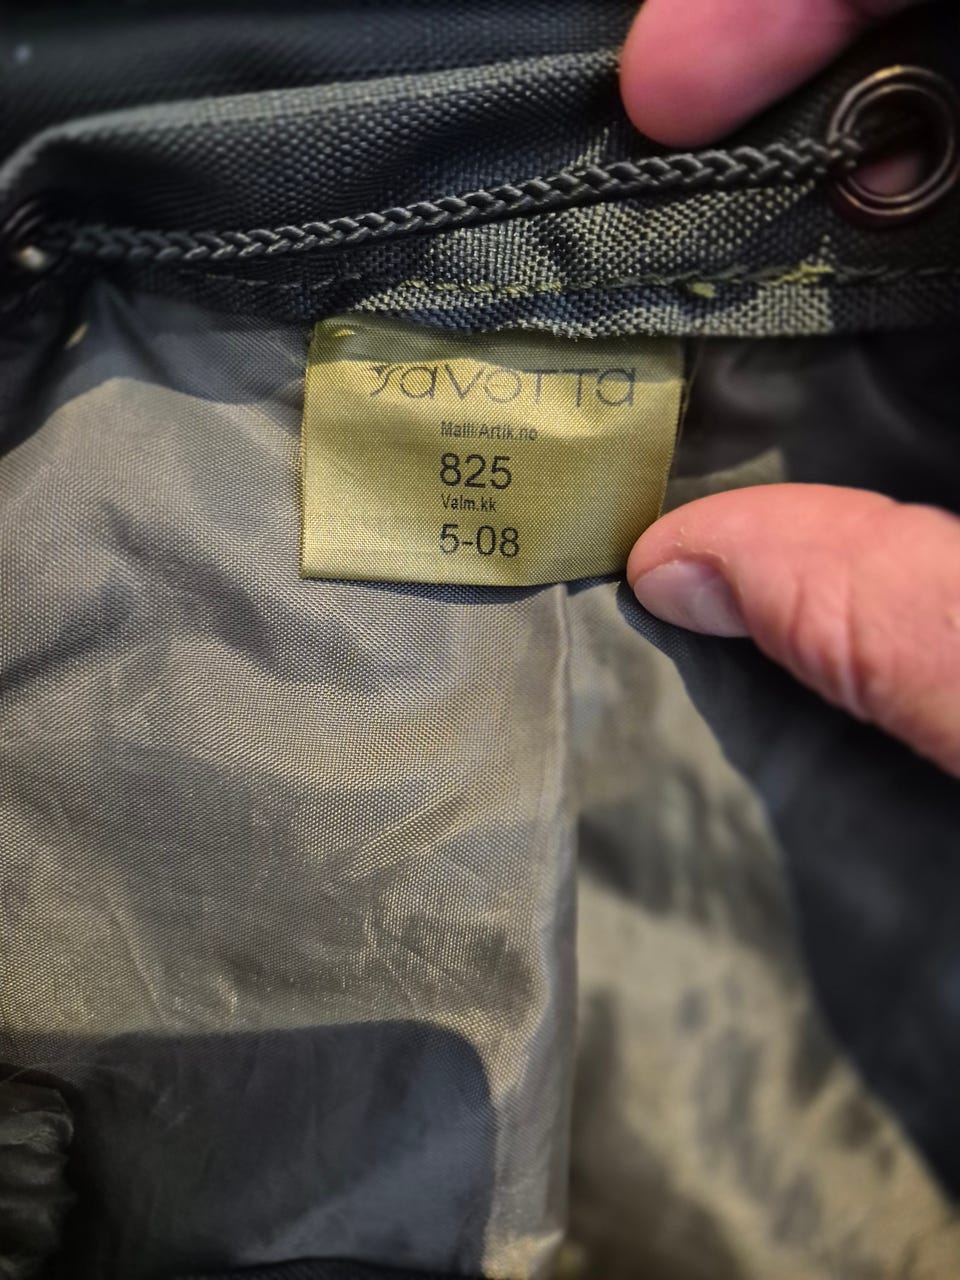 savotta
Malli/Artik.no
825
Valm.kk
5-08